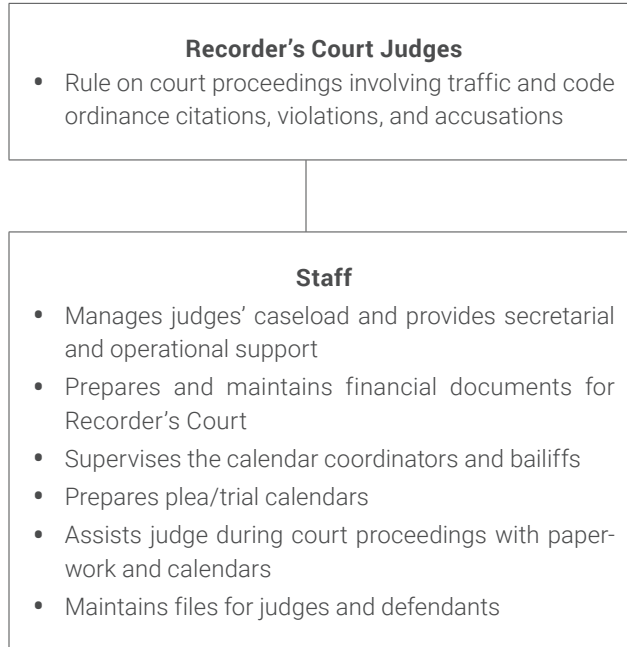 Recorder’s Court Judges
• Rule on court proceedings involving traffic and code
ordinance citations, violations, and accusations
Staff
• Manages judges’ caseload and provides secretarial
and operational support
• Prepares and maintains financial documents for
Recorder’s Court
• Supervises the calendar coordinators and bailiffs
• Prepares plea/trial calendars
• Assists judge during court proceedings with paper-
work and calendars
• Maintains files for judges and defendants